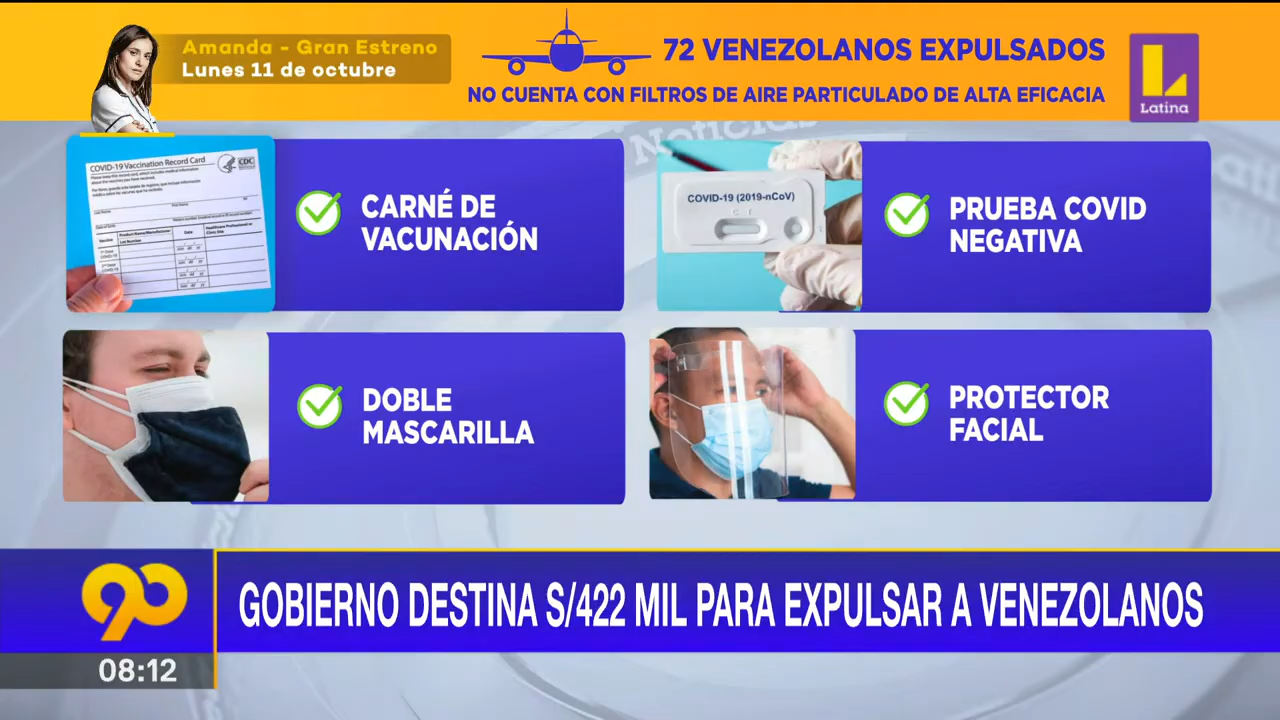 Amanda - Gran Estreno
Lunes 11 de octubre
72 VENEZOLANOS EXPULSADOS
NO CUENTA CON FILTROS DE AIRE PARTICULADO DE ALTA EFICACIA
Latina
Noticias
COVID-19 Vaccination Record Card
CDC
CARNÉ DE
VACUNACIÓN
COVID-19 (2019-nCoV)
C T
PRUEBA COVID
NEGATIVA
DOBLE
MASCARILLA
PROTECTOR
FACIAL
90
GOBIERNO DESTINA S/422 MIL PARA EXPULSAR A VENEZOLANOS
08:12